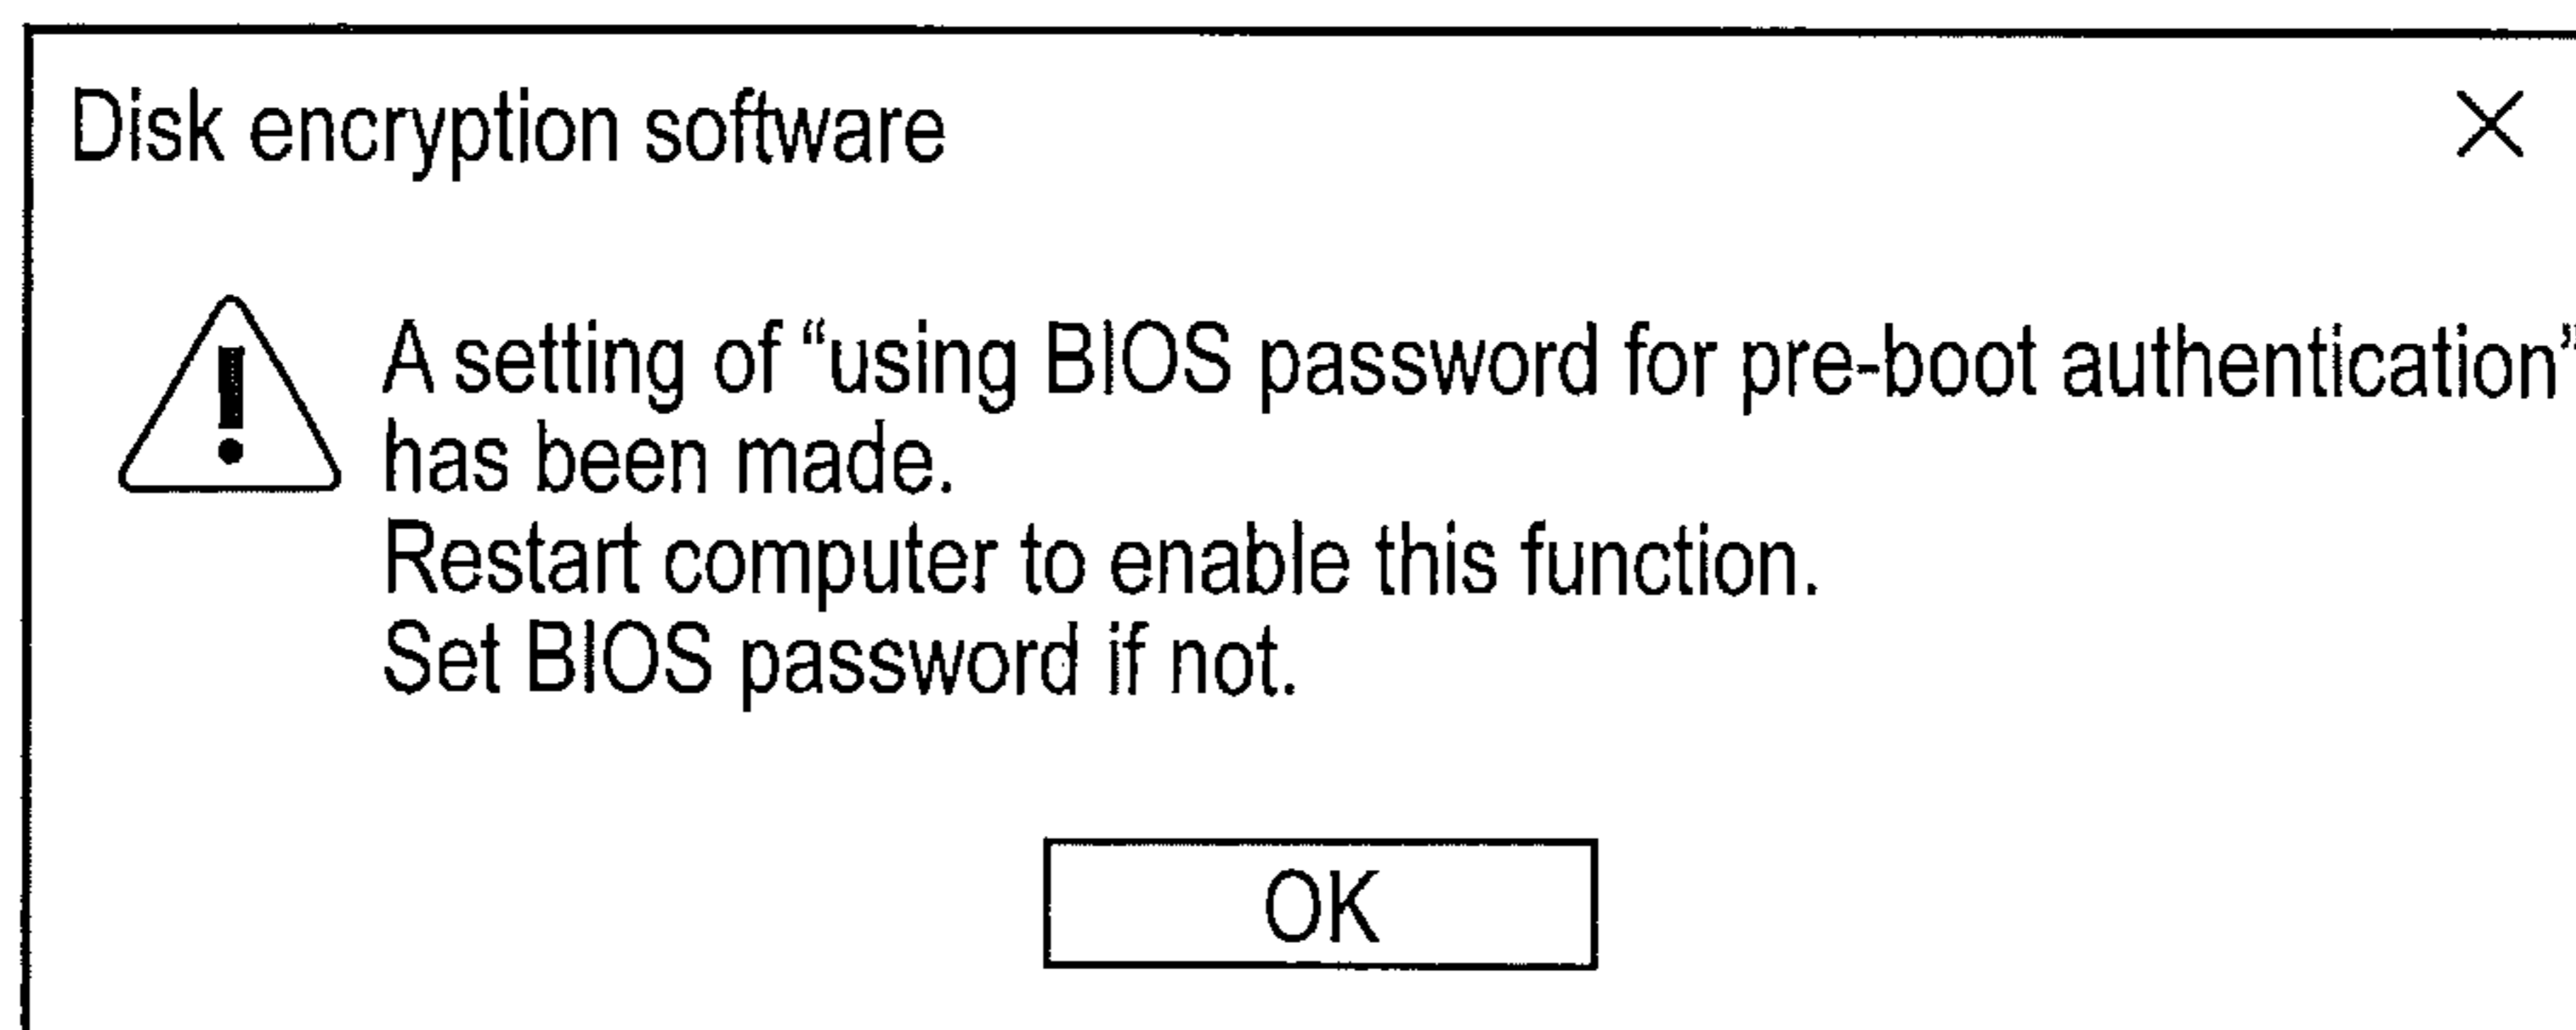 Disk encryption software
A setting of “using BIOS password for pre-boot authentication”
has been made.
Restart computer to enable this function.
Set BIOS password if not.
OK